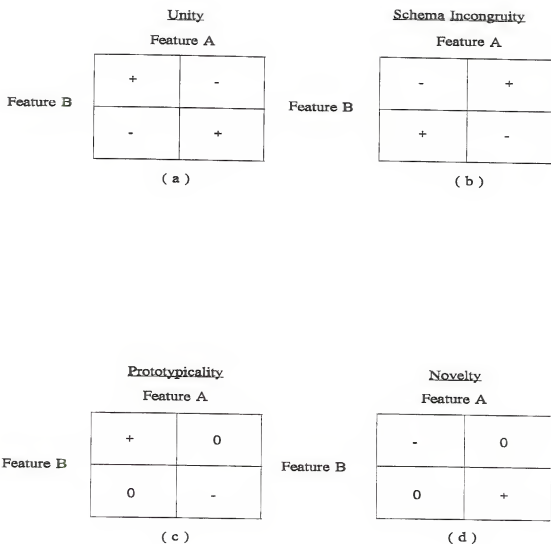 Unity
Feature A
Feature B
+ -
- +
( a )
Schema Incongruity
Feature A
Feature B
- +
+ -
( b )
Prototypicality
Feature A
Feature B
+ 0
0 -
( c )
Novelty
Feature A
Feature B
- 0
0 +
( d )